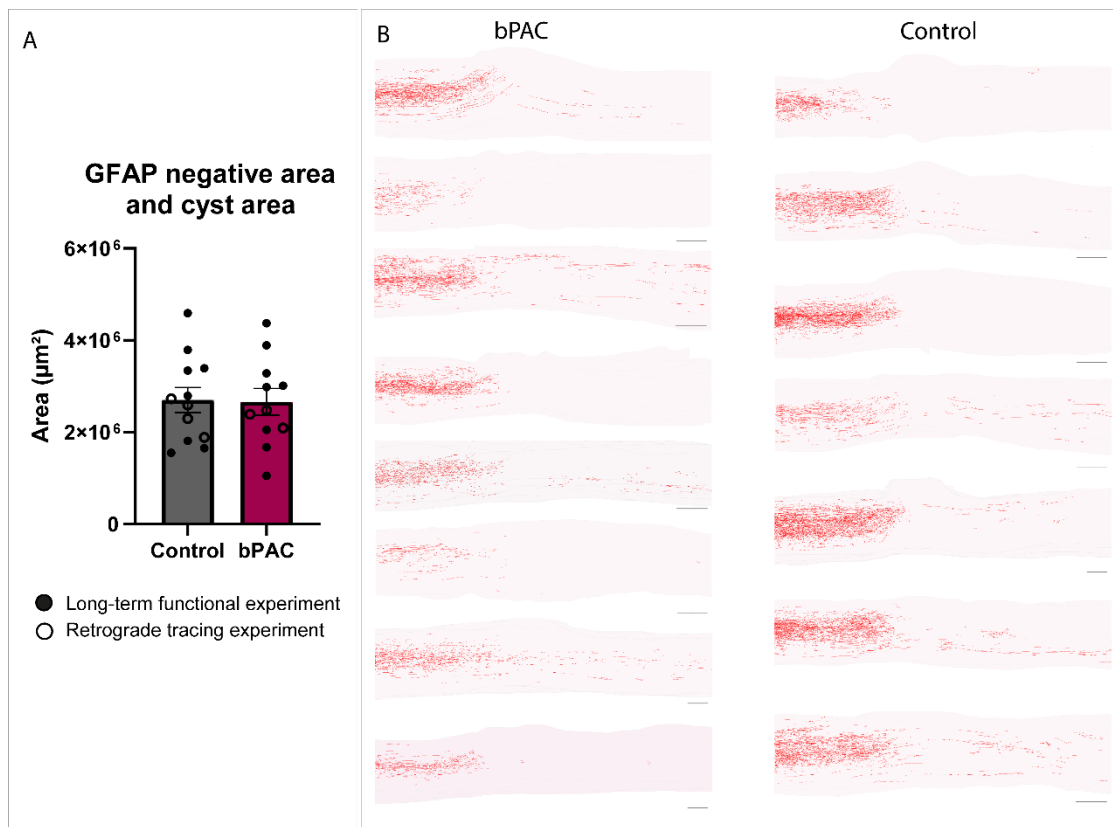 A
GFAP negative area
and cyst area
6×10⁶
4×10⁶
2×10⁶
0
Area (µm²)
Control bPAC
Long-term functional experiment
Retrograde tracing experiment
B
bPAC
Control